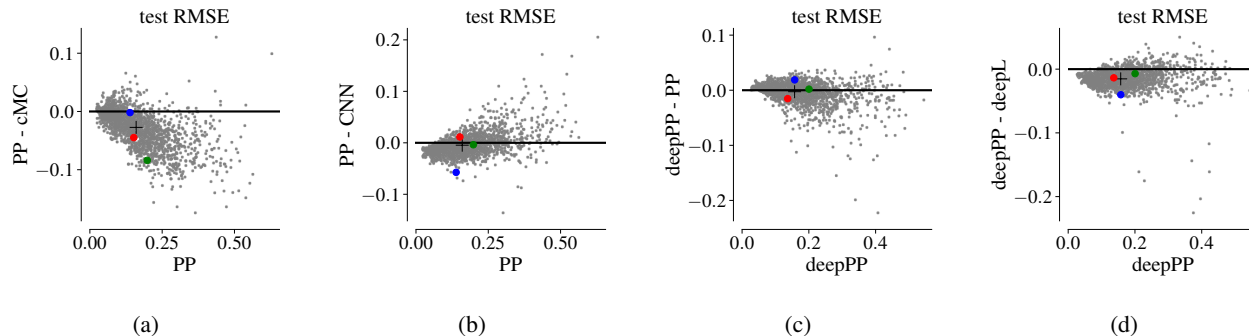 test RMSE
PP - cMC
0.1
0.0
−0.1
0.00 0.25 0.50
PP
(a)
test RMSE
PP - CNN
0.2
0.1
0.0
−0.1
0.00 0.25 0.50
PP
(b)
test RMSE
deepPP - PP
0.1
0.0
−0.1
−0.2
0.0 0.2 0.4
deepPP
(c)
test RMSE
deepPP - deepL
0.0
−0.1
−0.2
0.0 0.2 0.4
deepPP
(d)